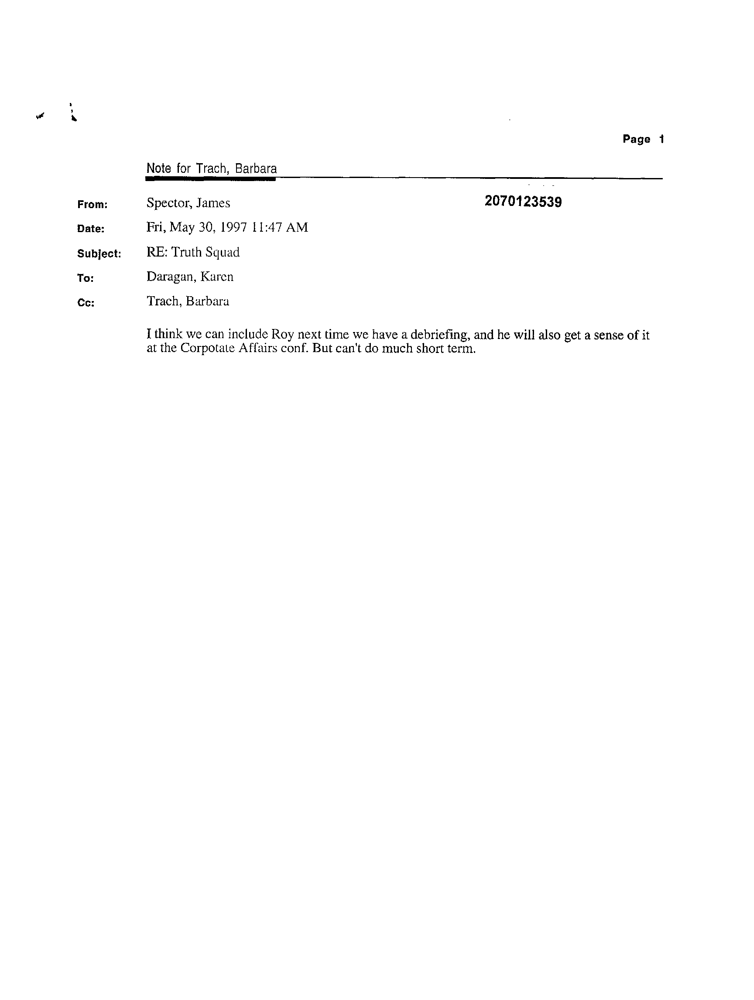 Page 1
Note for Trach, Barbara
From: Spector, James 2070123539
Date: Fri, May 30, 1997 11:47 AM
Subject: RE: Truth Squad
To: Daragan, Karen
Cc: Trach, Barbara
I think we can include Roy next time we have a debriefing, and he will also get a sense of it
at the Corpotate Affairs conf. But can't do much short term.